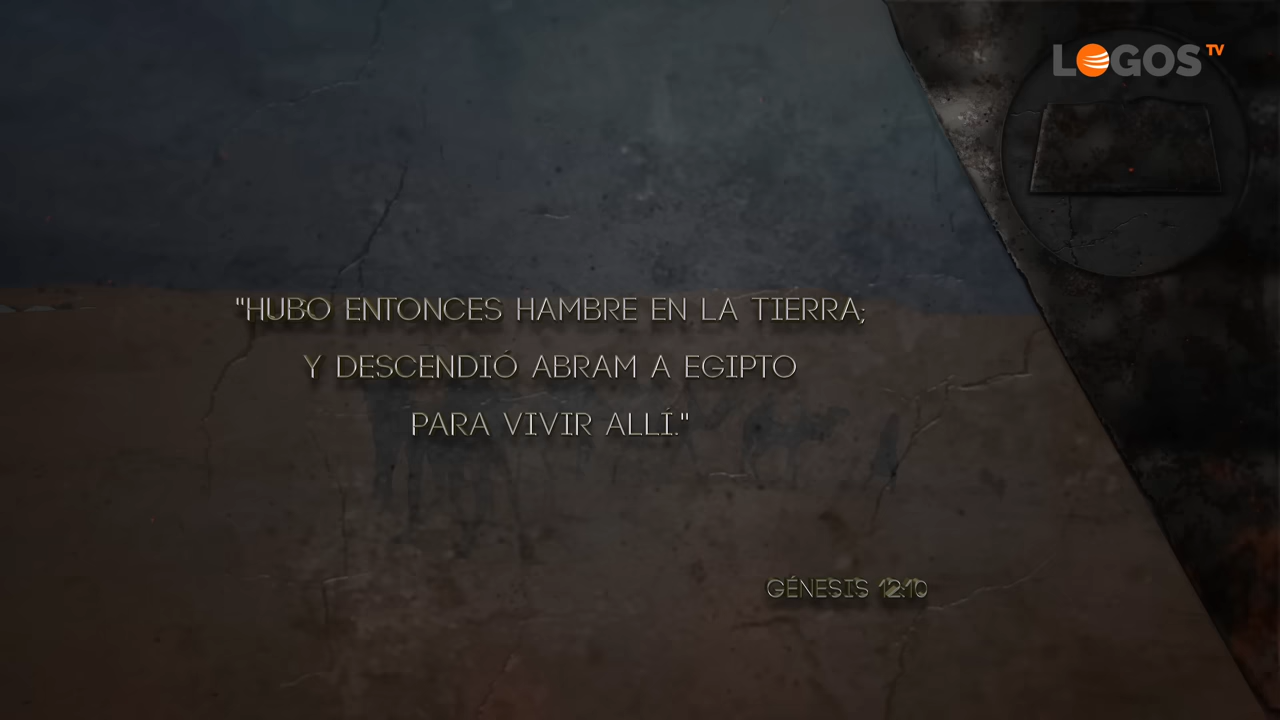 LOGOS TV
"HUBO ENTONCES HAMBRE EN LA TIERRA;
Y DESCENDIÓ ABRAM A EGIPTO
PARA VIVIR ALLÍ."
GÉNESIS 12:10